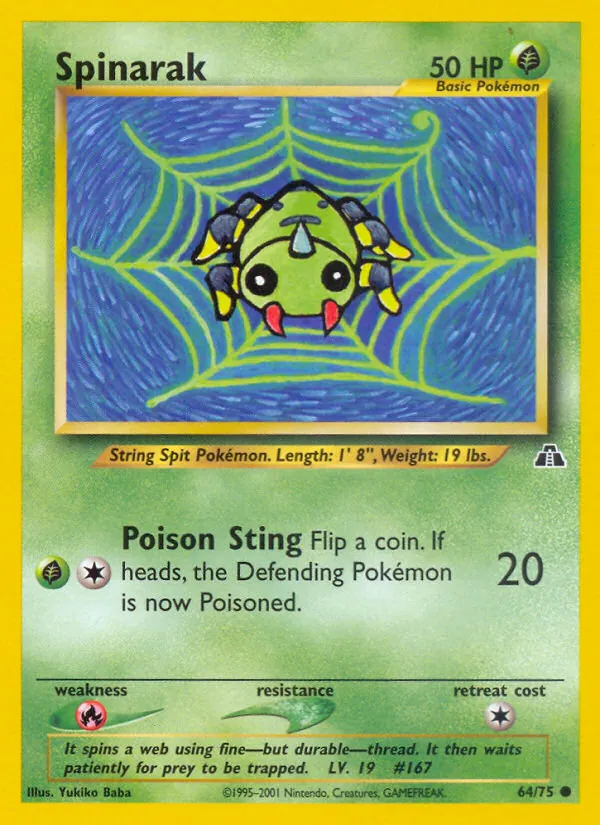 Spinarak
50 HP
Basic Pokémon
String Spit Pokémon. Length: 1' 8", Weight: 19 lbs.
Poison Sting Flip a coin. If
heads, the Defending Pokémon
is now Poisoned.
20
weakness
resistance
retreat cost
It spins a web using fine—but durable—thread. It then waits
patiently for prey to be trapped. LV. 19 #167
Illus. Yukiko Baba
©1995–2001 Nintendo, Creatures, GAMEFREAK.
64/75